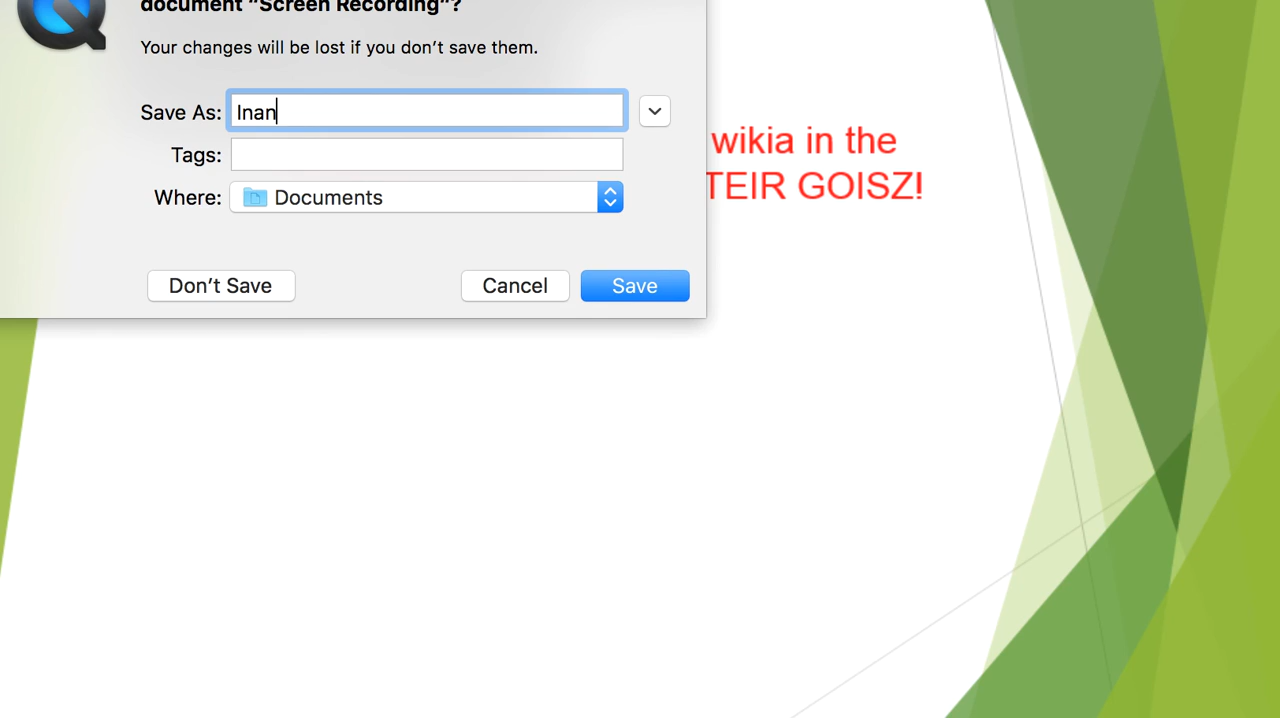 document “Screen Recording”?
Your changes will be lost if you don’t save them.
Save As: Inan
Tags:
Where: Documents
Don’t Save Cancel Save
wikia in the
TEIR GOISZ!